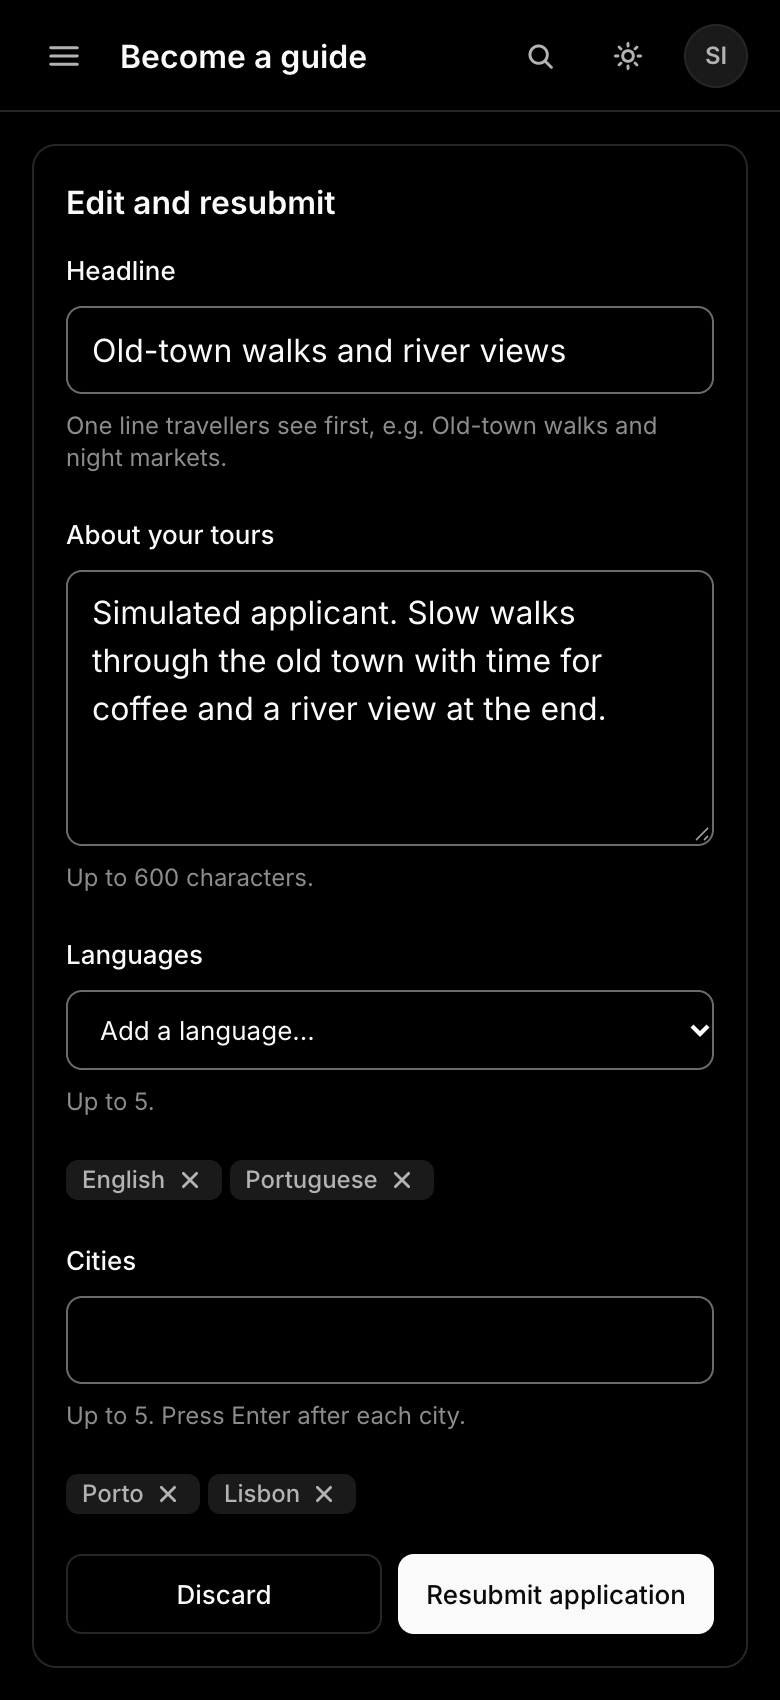 Become a guide
SI
Edit and resubmit
Headline
Old-town walks and river views
One line travellers see first, e.g. Old-town walks and
night markets.
About your tours
Simulated applicant. Slow walks
through the old town with time for
coffee and a river view at the end.
Up to 600 characters.
Languages
Add a language...
Up to 5.
English Portuguese
Cities
Up to 5. Press Enter after each city.
Porto Lisbon
Discard Resubmit application